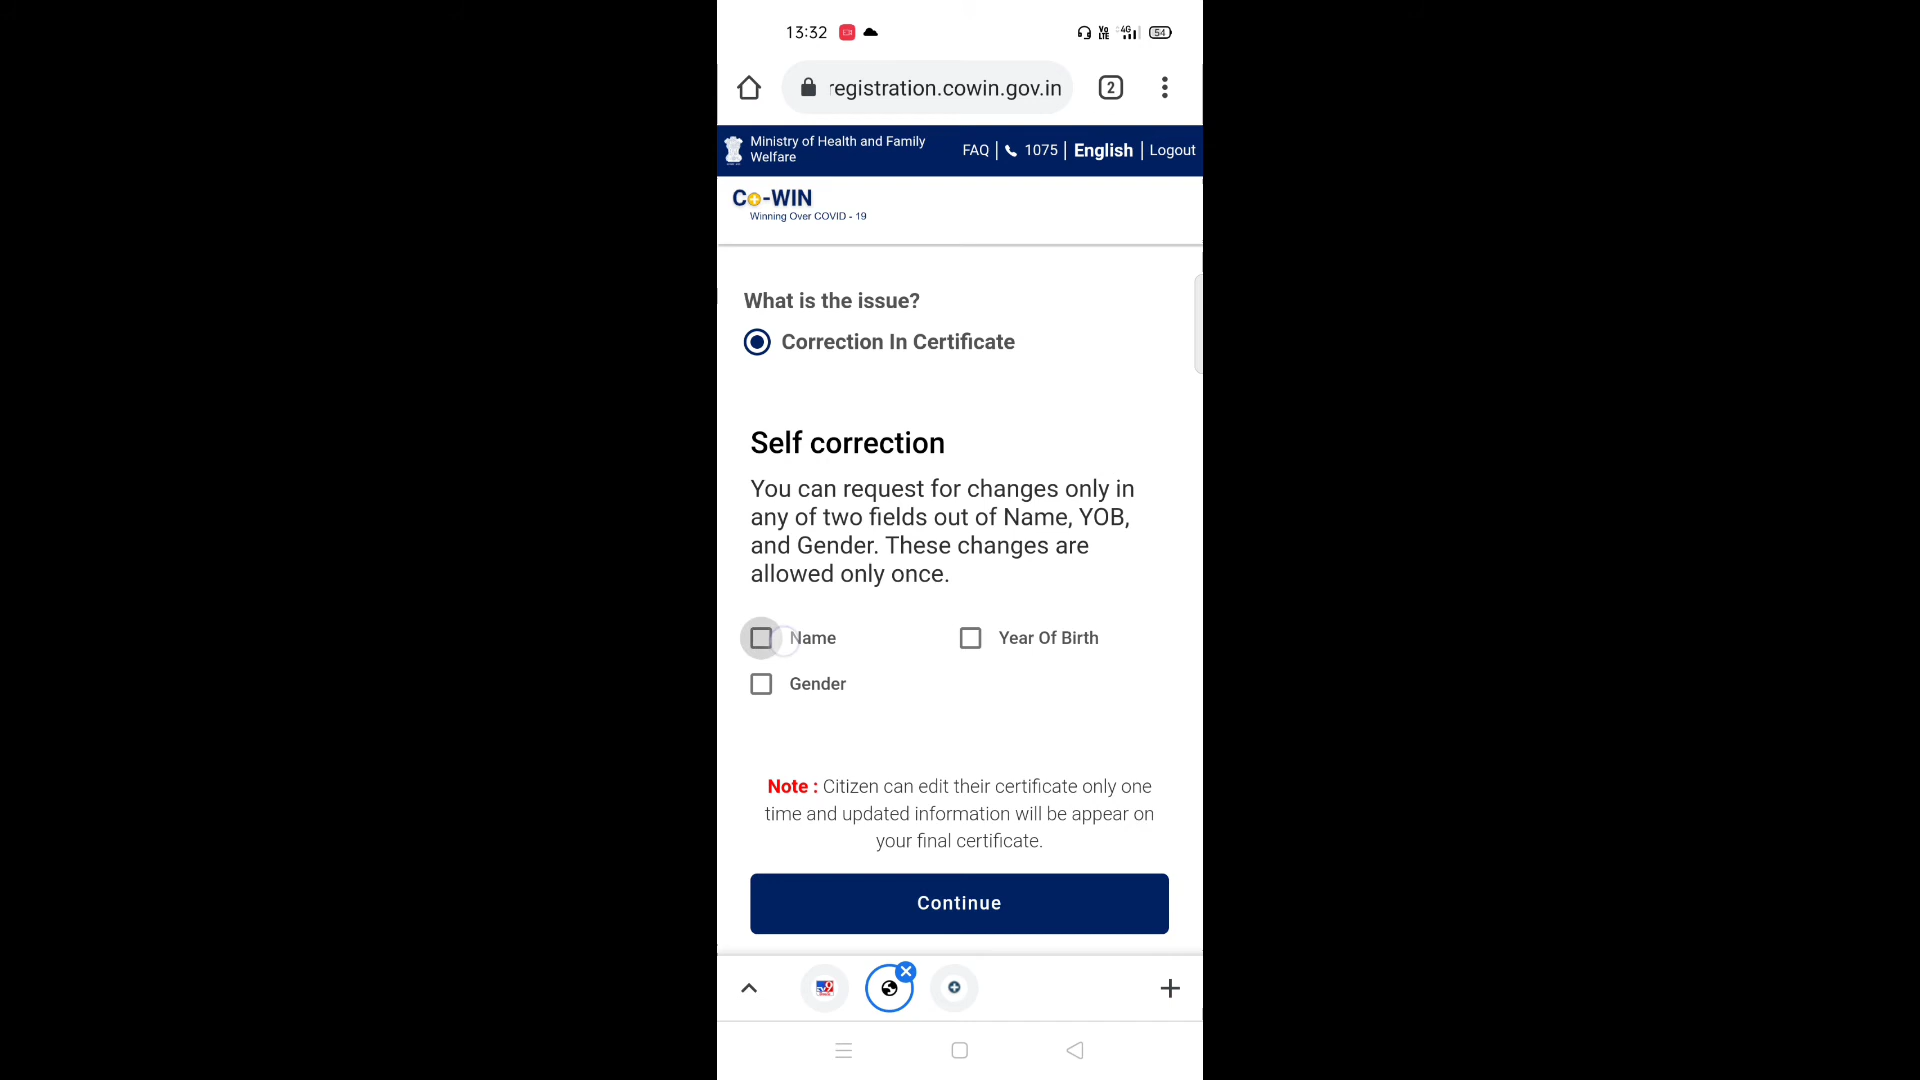 13:32
Vo LTE 4G 54
registration.cowin.gov.in 2
Ministry of Health and Family
Welfare
FAQ | 1075 | English | Logout
Co-WIN
Winning Over COVID - 19
What is the issue?
Correction In Certificate
Self correction
You can request for changes only in
any of two fields out of Name, YOB,
and Gender. These changes are
allowed only once.
Name Year Of Birth
Gender
Note : Citizen can edit their certificate only one
time and updated information will be appear on
your final certificate.
Continue